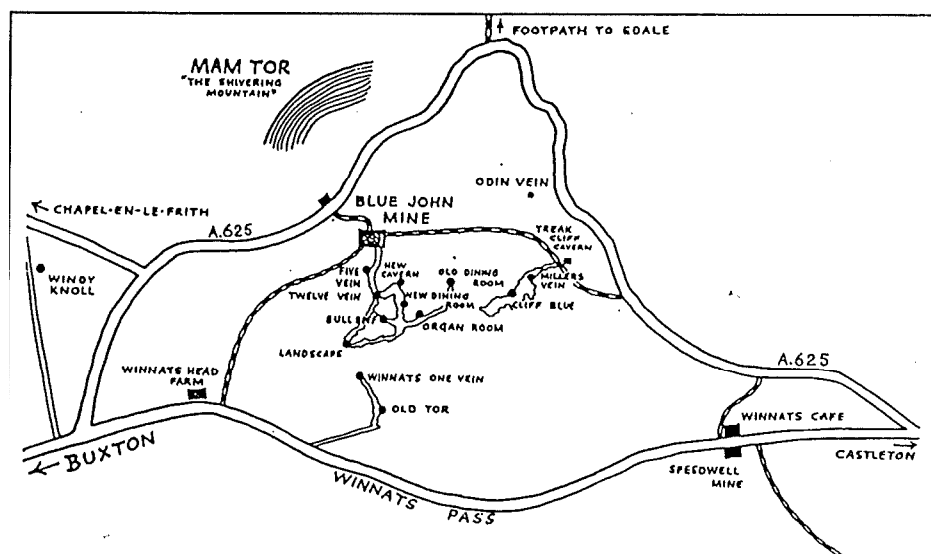 FOOTPATH TO EDALE
MAM TOR
"THE SHIVERING
MOUNTAIN"
ODIN VEIN
CHAPEL-EN-LE-FRITH
BLUE JOHN
MINE
A.625
TREAK
CLIFF
CAVERN
WINDY
KNOLL
FIVE
VEIN
NEW
CAVERN
OLD DINING
ROOM
MILLERS
VEIN
TWELVE VEIN
NEW DINING
ROOM
CLIFF BLUE
BULL BNF
ORGAN ROOM
LANDSCAPE
A.625
WINNATS HEAD
FARM
WINNATS ONE VEIN
OLD TOR
WINNATS CAFE
BUXTON
CASTLETON
WINNATS PASS
SPEEDWELL
MINE